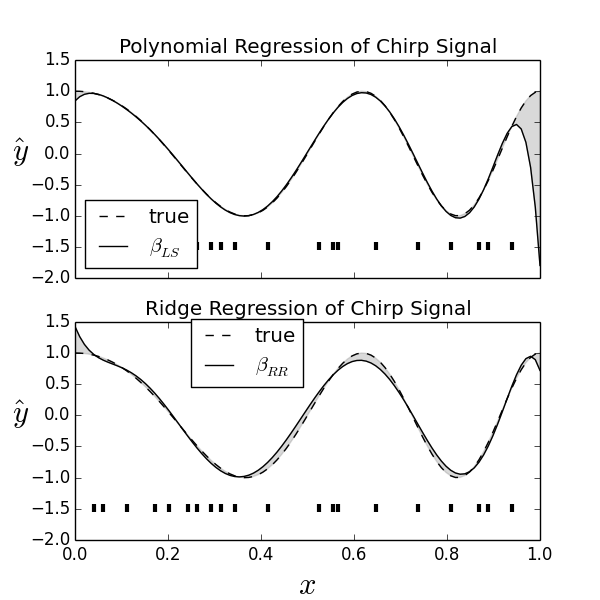 Polynomial Regression of Chirp Signal
1.5
1.0
0.5
0.0
−0.5
−1.0
−1.5
−2.0
ŷ
true
β_LS
Ridge Regression of Chirp Signal
1.5
1.0
0.5
0.0
−0.5
−1.0
−1.5
−2.0
ŷ
true
β_RR
0.0 0.2 0.4 0.6 0.8 1.0
x